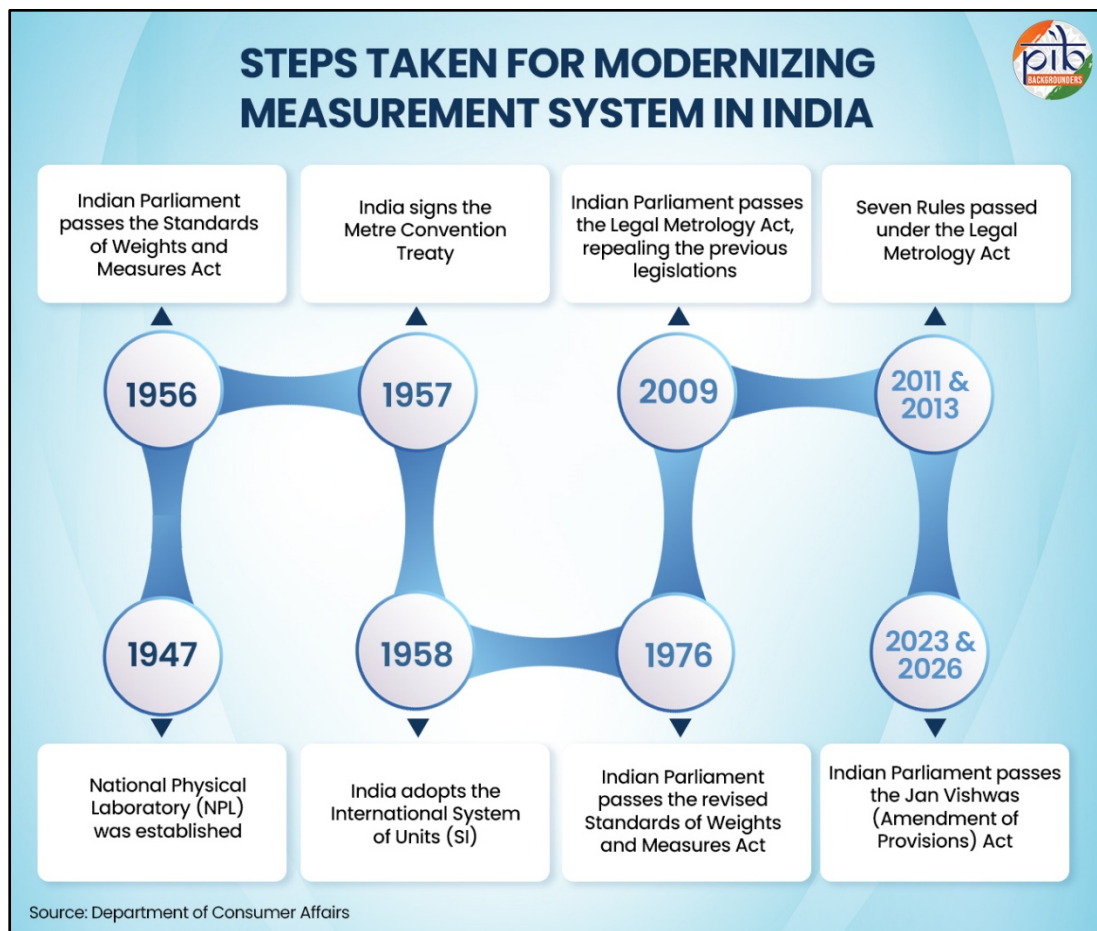 STEPS TAKEN FOR MODERNIZING
MEASUREMENT SYSTEM IN INDIA
pib
BACKGROUNDERS
Indian Parliament
passes the Standards
of Weights and
Measures Act
India signs the
Metre Convention
Treaty
Indian Parliament passes
the Legal Metrology Act,
repealing the previous
legislations
Seven Rules passed
under the Legal
Metrology Act
1956
1957
2009
2011 &
2013
1947
1958
1976
2023 &
2026
National Physical
Laboratory (NPL)
was established
India adopts the
International System
of Units (SI)
Indian Parliament
passes the revised
Standards of Weights
and Measures Act
Indian Parliament passes
the Jan Vishwas
(Amendment of
Provisions) Act
Source: Department of Consumer Affairs